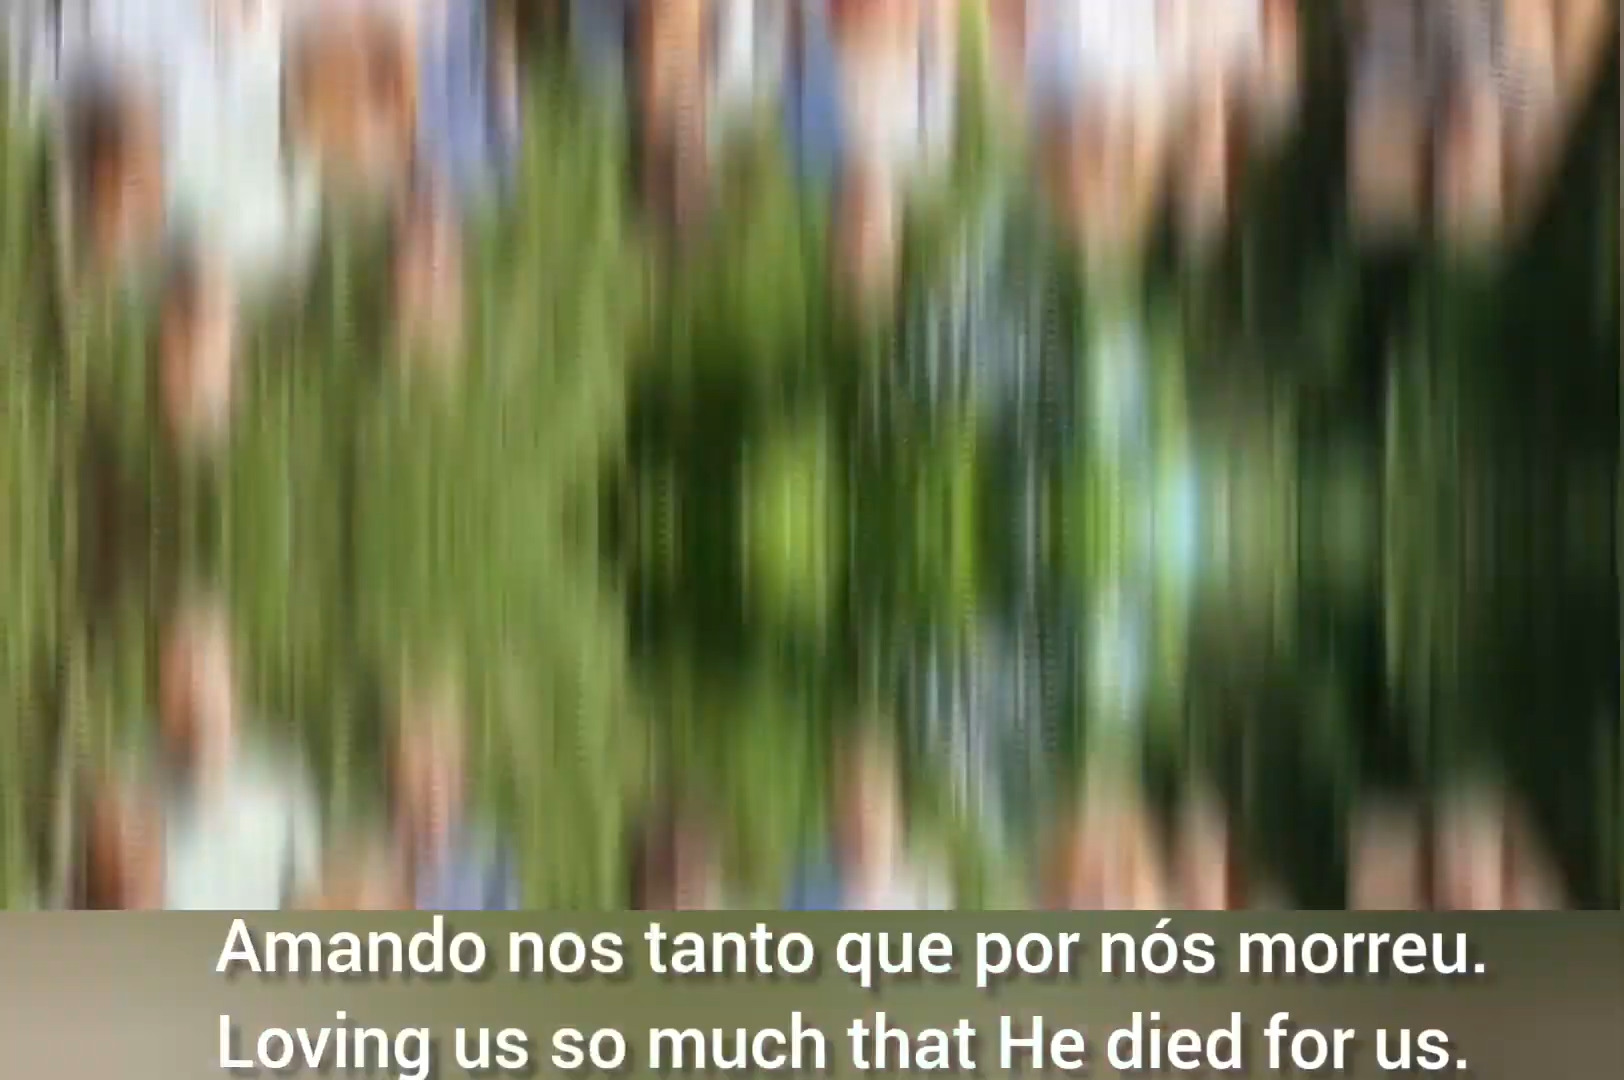 Amando nos tanto que por nós morreu.
Loving us so much that He died for us.